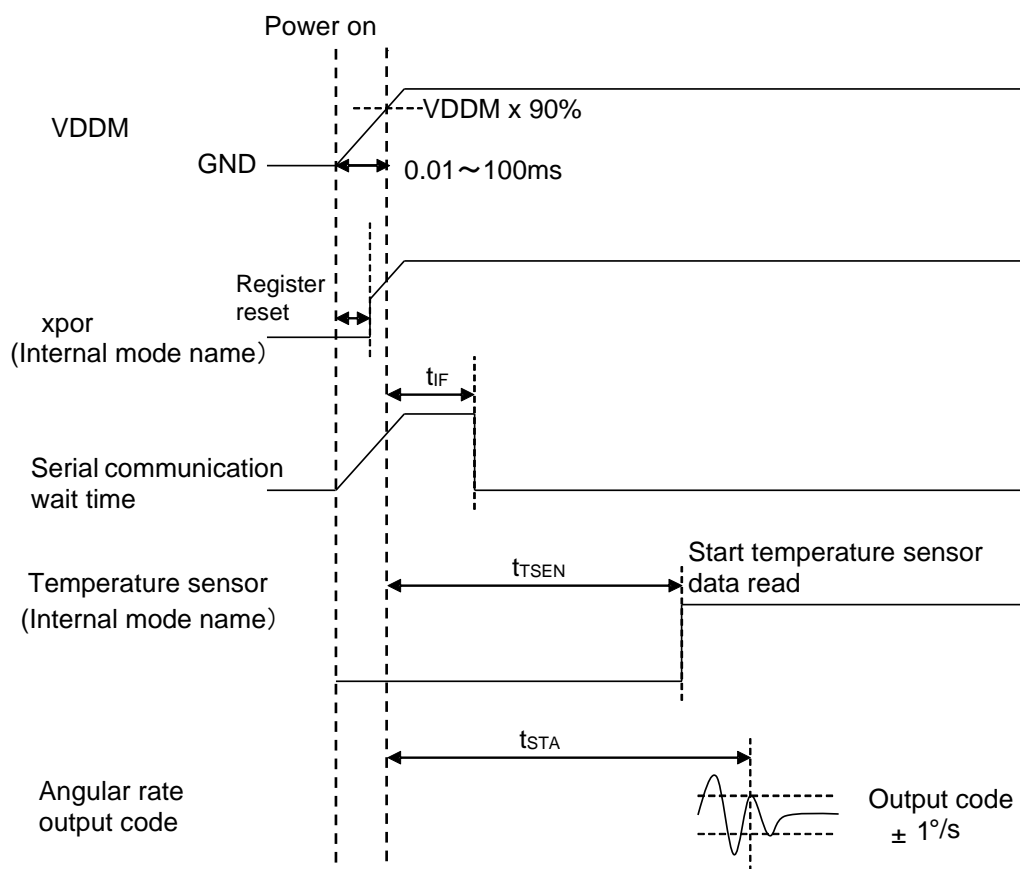 Power on
VDDM
VDDM x 90%
GND
0.01～100ms
Register
reset
xpor
(Internal mode name）
tIF
Serial communication
wait time
Temperature sensor
(Internal mode name）
tTSEN
Start temperature sensor
data read
tSTA
Angular rate
output code
Output code
± 1°/s